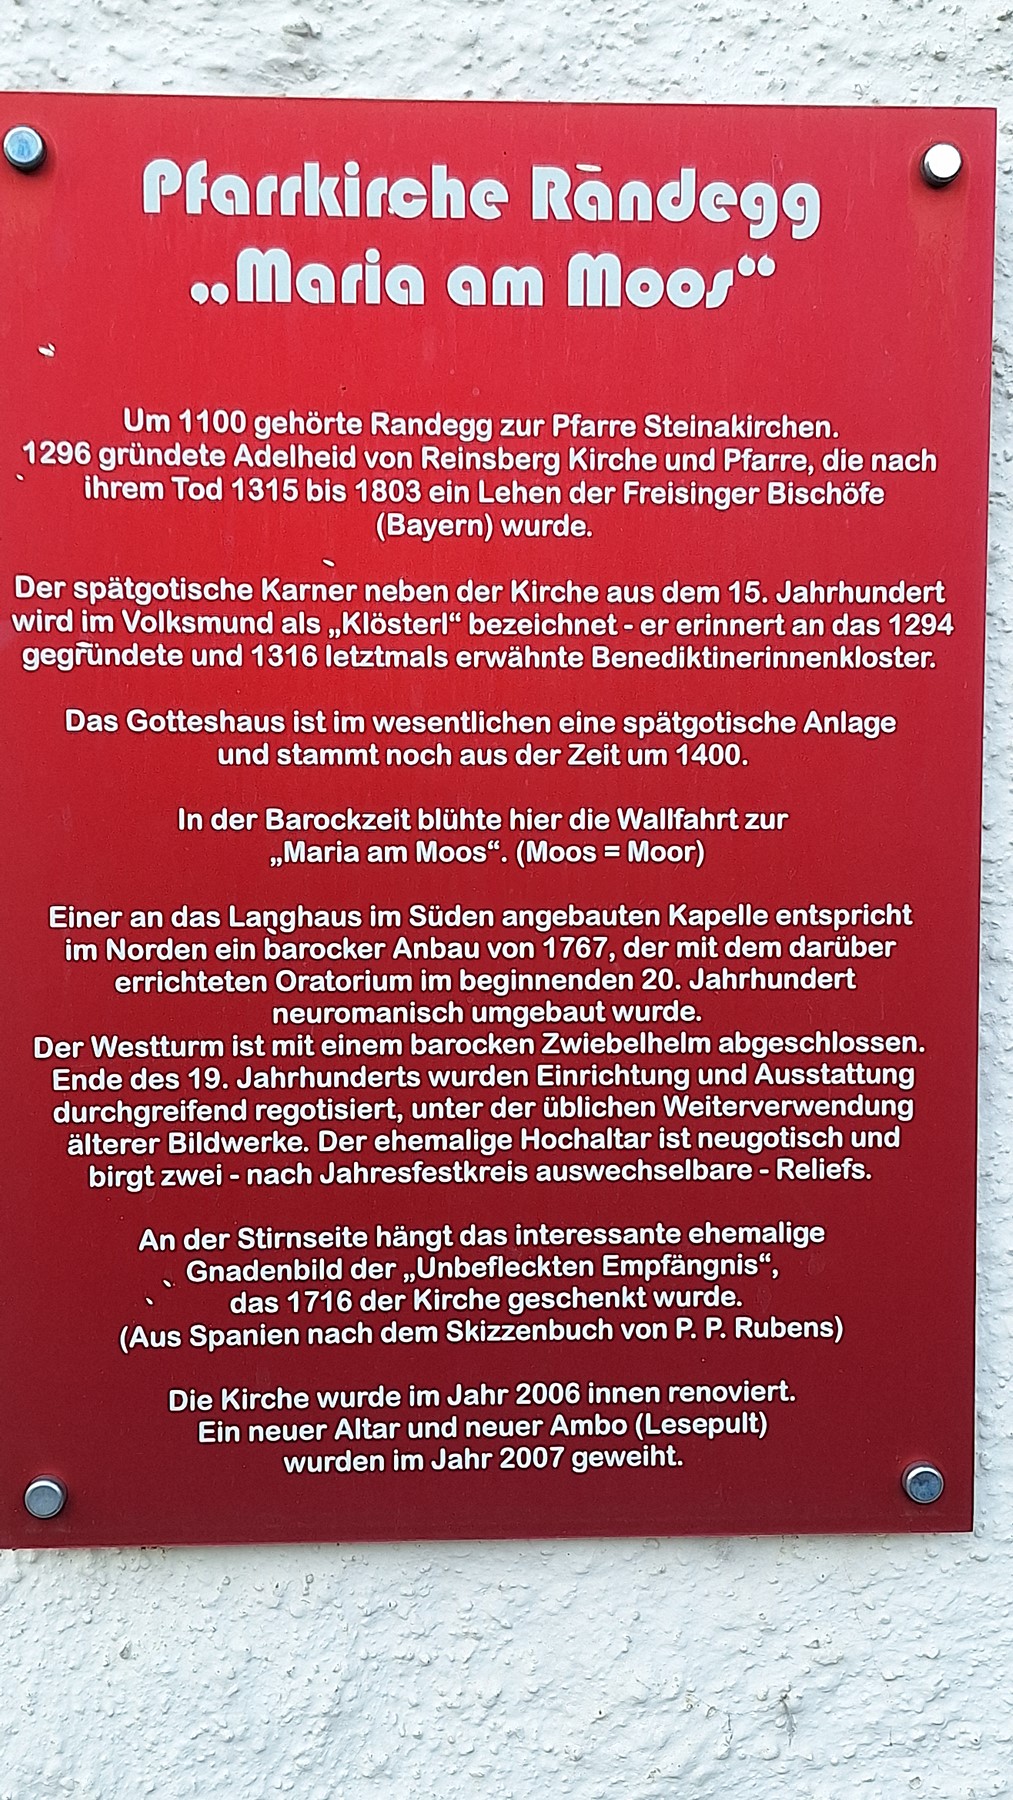 Pfarrkirche Randegg
„Maria am Moos“
Um 1100 gehörte Randegg zur Pfarre Steinakirchen.
1296 gründete Adelheid von Reinsberg Kirche und Pfarre, die nach
ihrem Tod 1315 bis 1803 ein Lehen der Freisinger Bischöfe
(Bayern) wurde.
Der spätgotische Karner neben der Kirche aus dem 15. Jahrhundert
wird im Volksmund als „Klösterl“ bezeichnet - er erinnert an das 1294
gegründete und 1316 letztmals erwähnte Benediktinerinnenkloster.
Das Gotteshaus ist im wesentlichen eine spätgotische Anlage
und stammt noch aus der Zeit um 1400.
In der Barockzeit blühte hier die Wallfahrt zur
„Maria am Moos“. (Moos = Moor)
Einer an das Langhaus im Süden angebauten Kapelle entspricht
im Norden ein barocker Anbau von 1767, der mit dem darüber
errichteten Oratorium im beginnenden 20. Jahrhundert
neuromanisch umgebaut wurde.
Der Westturm ist mit einem barocken Zwiebelhelm abgeschlossen.
Ende des 19. Jahrhunderts wurden Einrichtung und Ausstattung
durchgreifend regotisiert, unter der üblichen Weiterverwendung
älterer Bildwerke. Der ehemalige Hochaltar ist neugotisch und
birgt zwei - nach Jahresfestkreis auswechselbare - Reliefs.
An der Stirnseite hängt das interessante ehemalige
Gnadenbild der „Unbefleckten Empfängnis“,
das 1716 der Kirche geschenkt wurde.
(Aus Spanien nach dem Skizzenbuch von P. P. Rubens)
Die Kirche wurde im Jahr 2006 innen renoviert.
Ein neuer Altar und neuer Ambo (Lesepult)
wurden im Jahr 2007 geweiht.